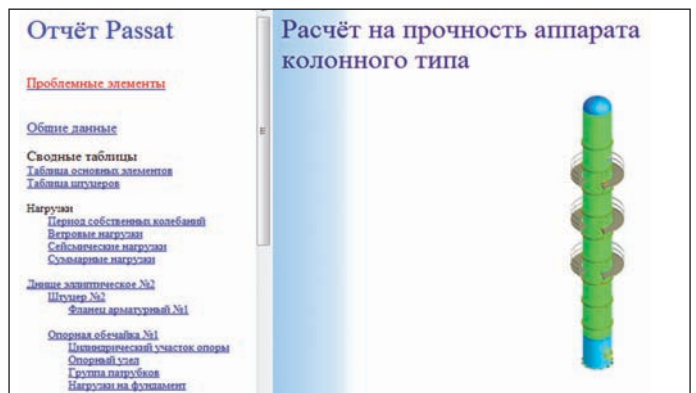 Отчёт Passat
Проблемные элементы
Общие данные
Сводные таблицы
Таблица основных элементов
Таблица штуцеров
Нагрузки
Период собственных колебаний
Ветровые нагрузки
Сейсмические нагрузки
Суммарные нагрузки
Днище эллиптическое №2
Штуцер №2
Фланец арматурный №1
Опорная обечайка №1
Цилиндрический участок опоры
Опорный узел
Группа патрубков
Нагрузки на фундамент
Расчёт на прочность аппарата
колонного типа